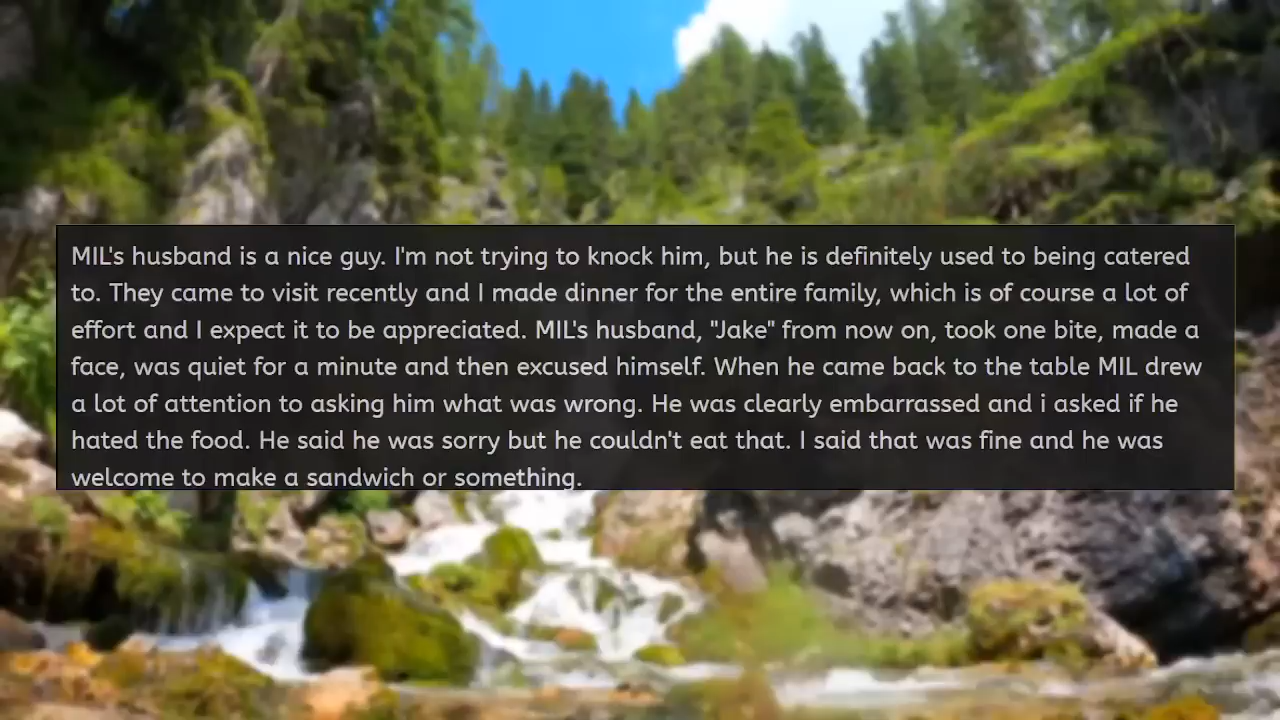 MIL's husband is a nice guy. I'm not trying to knock him, but he is definitely used to being catered
to. They came to visit recently and I made dinner for the entire family, which is of course a lot of
effort and I expect it to be appreciated. MIL's husband, "Jake" from now on, took one bite, made a
face, was quiet for a minute and then excused himself. When he came back to the table MIL drew
a lot of attention to asking him what was wrong. He was clearly embarrassed and i asked if he
hated the food. He said he was sorry but he couldn't eat that. I said that was fine and he was
welcome to make a sandwich or something.